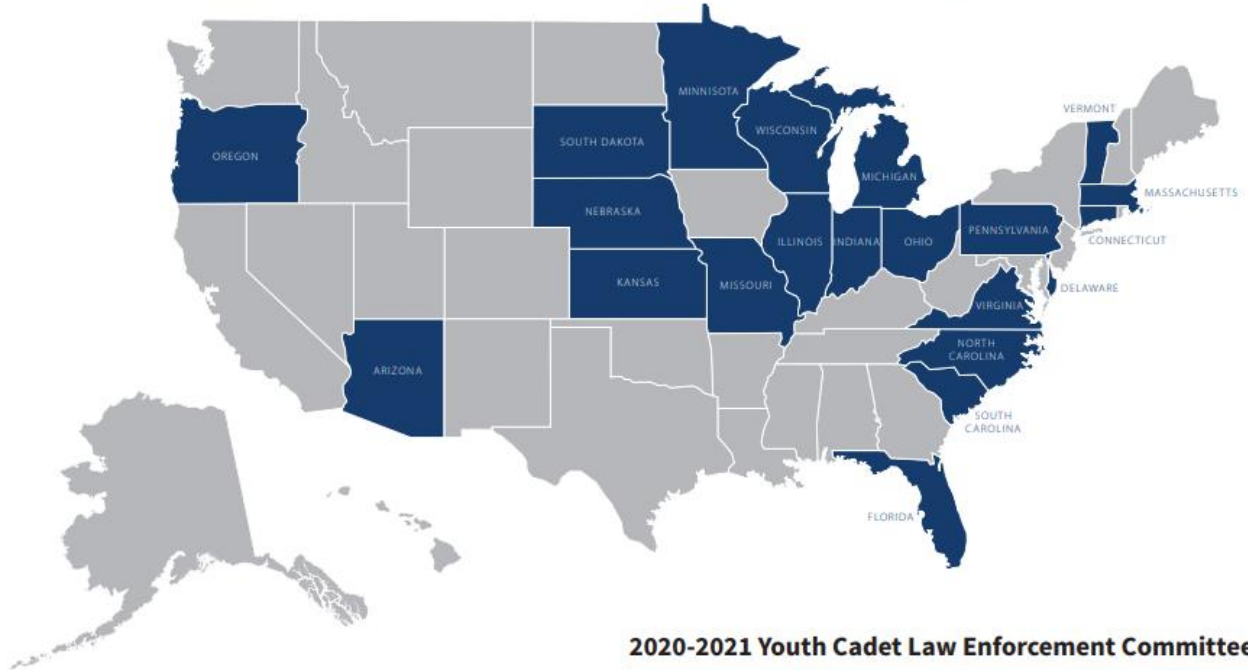 VERMONT
MINNISOTA
WISCONSIN
SOUTH DAKOTA
OREGON
MICHIGAN
MASSACHUSETTS
NEBRASKA
PENNSYLVANIA
ILLINOIS
INDIANA
OHIO
CONNECTICUT
KANSAS
MISSOURI
DELAWARE
VIRGINIA
NORTH
CAROLINA
ARIZONA
SOUTH
CAROLINA
FLORIDA
2020-2021 Youth Cadet Law Enforcement Committee